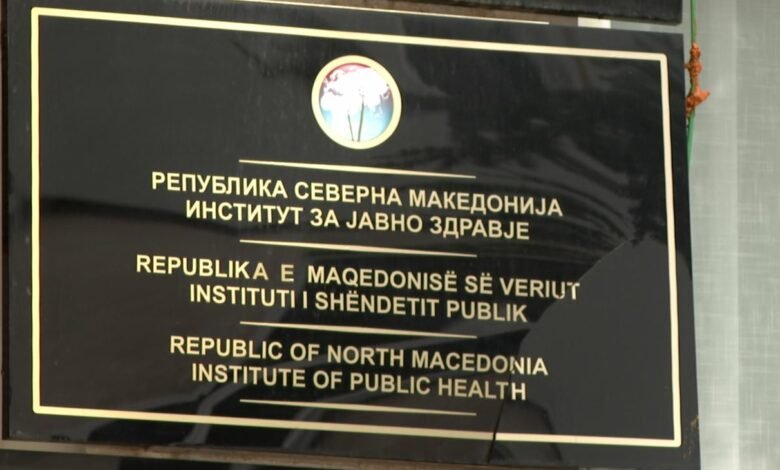 РЕПУБЛИКА СЕВЕРНА МАКЕДОНИЈА
ИНСТИТУТ ЗА ЈАВНО ЗДРАВЈЕ
REPUBLIKA E MAQEDONISË SË VERIUT
INSTITUTI I SHËNDETIT PUBLIK
REPUBLIC OF NORTH MACEDONIA
INSTITUTE OF PUBLIC HEALTH